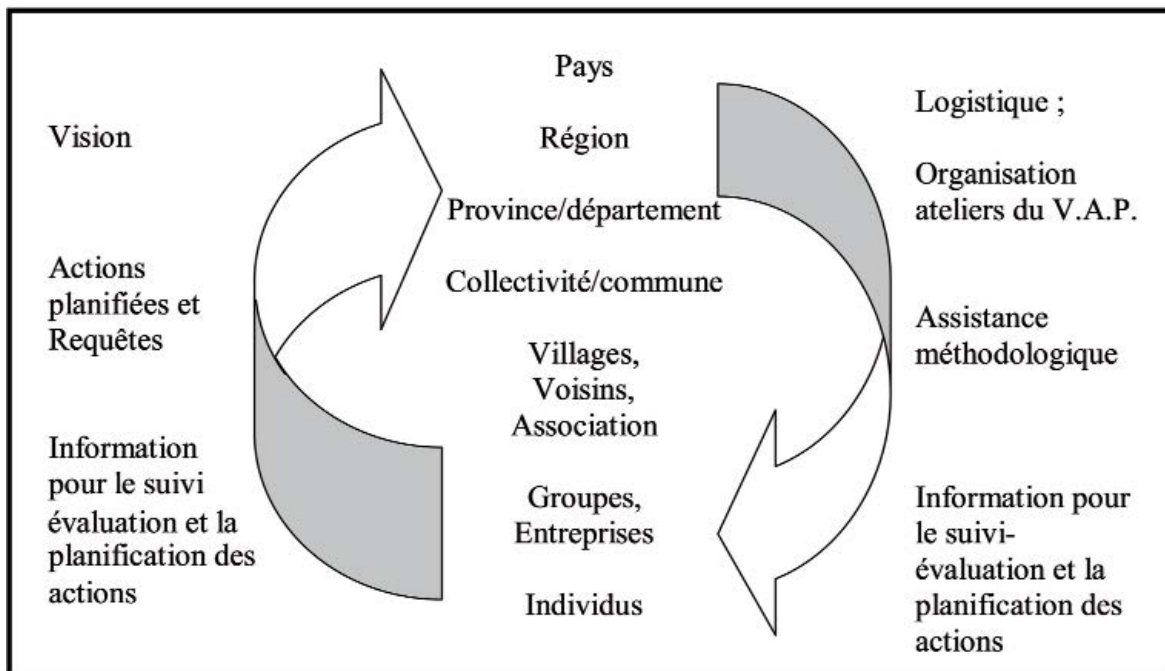 Vision
Actions
planifiées et
Requêtes
Information
pour le suivi
évaluation et la
planification des
actions
Pays
Région
Province/département
Collectivité/commune
Villages,
Voisins,
Association
Groupes,
Entreprises
Individus
Logistique ;
Organisation
ateliers du V.A.P.
Assistance
méthodologique
Information pour
le suivi-
évaluation et la
planification des
actions